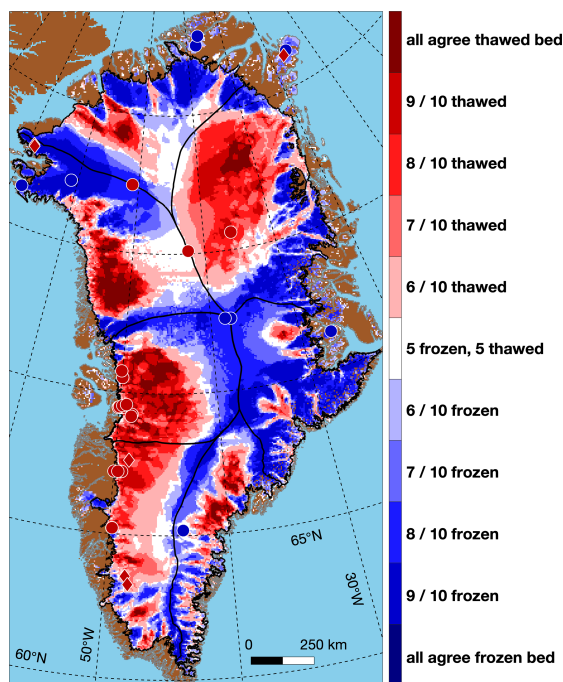 all agree thawed bed
9 / 10 thawed
8 / 10 thawed
7 / 10 thawed
6 / 10 thawed
5 frozen, 5 thawed
6 / 10 frozen
7 / 10 frozen
8 / 10 frozen
9 / 10 frozen
all agree frozen bed
65°N
30°W
0 250 km
50°W
60°N